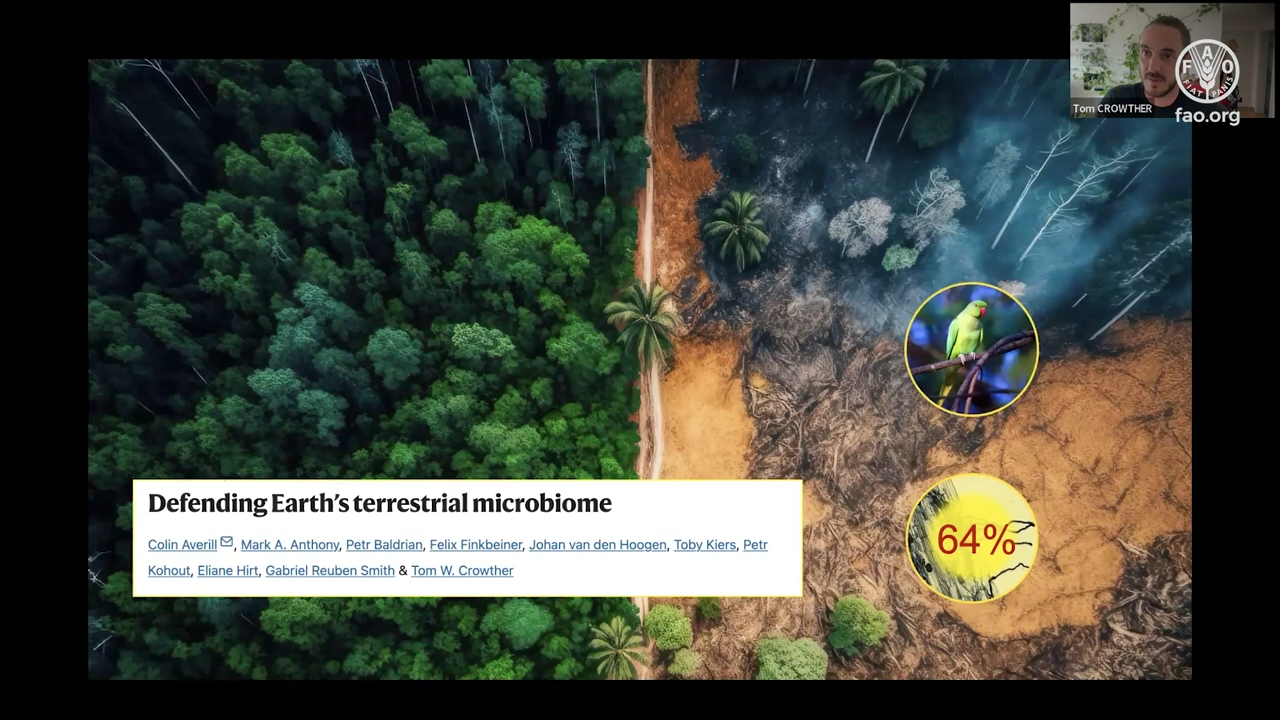 Tom CROWTHER
F A O
FIAT PANIS
fao.org
Defending Earth's terrestrial microbiome
Colin Averill, Mark A. Anthony, Petr Baldrian, Felix Finkbeiner, Johan van den Hoogen, Toby Kiers, Petr
Kohout, Eliane Hirt, Gabriel Reuben Smith & Tom W. Crowther
64%